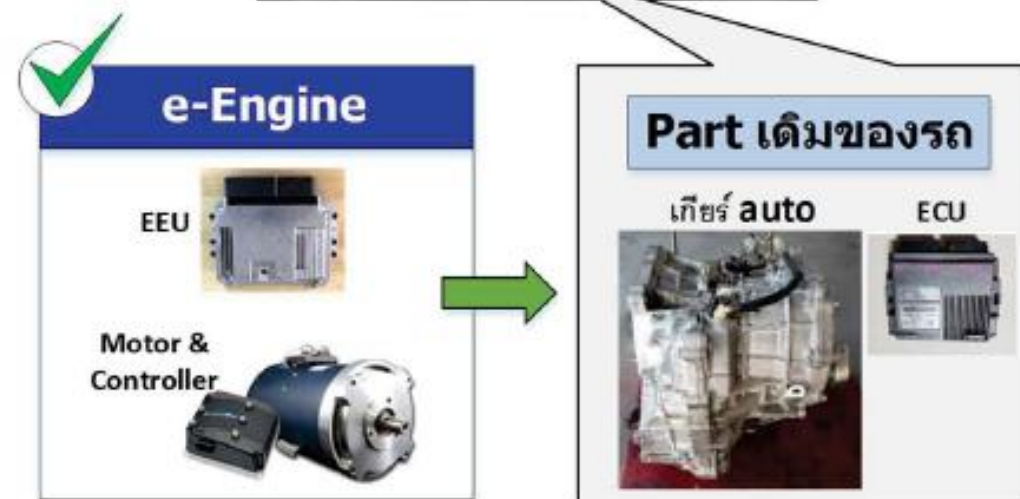 e-Engine
EEU
Motor &
Controller
Part เดิมของรถ
เกียร์ auto
ECU